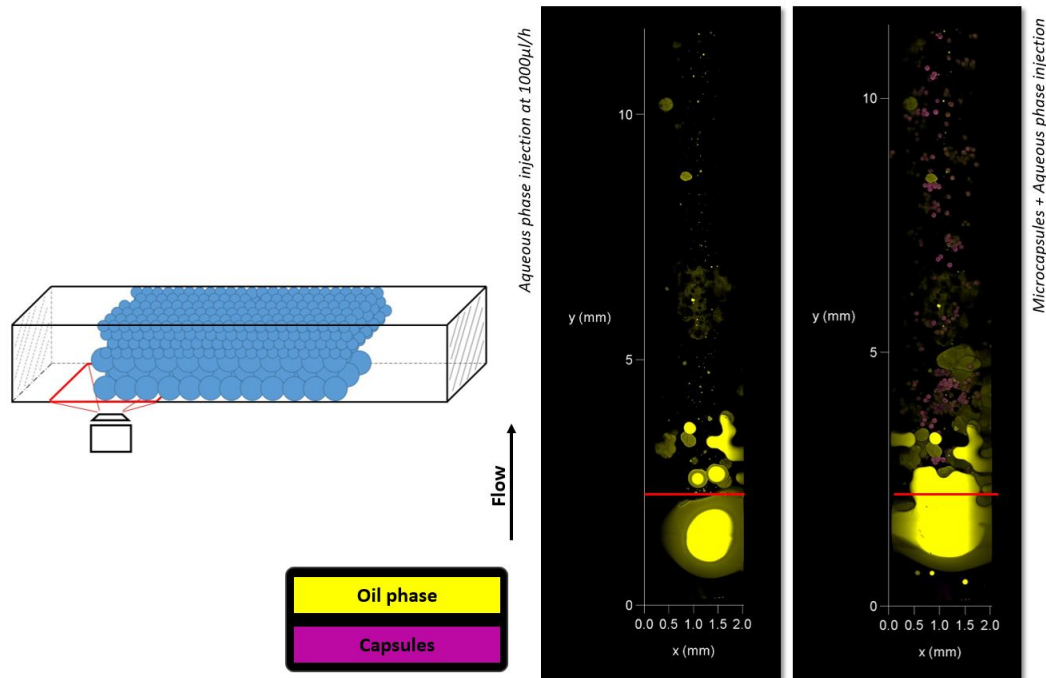 Flow
Oil phase
Capsules
Aqueous phase injection at 1000µl/h
10
y (mm)
5
0
0.0 0.5 1.0 1.5 2.0
x (mm)
10
y (mm)
5
0
0.0 0.5 1.0 1.5 2.0
x (mm)
Microcapsules + Aqueous phase injection